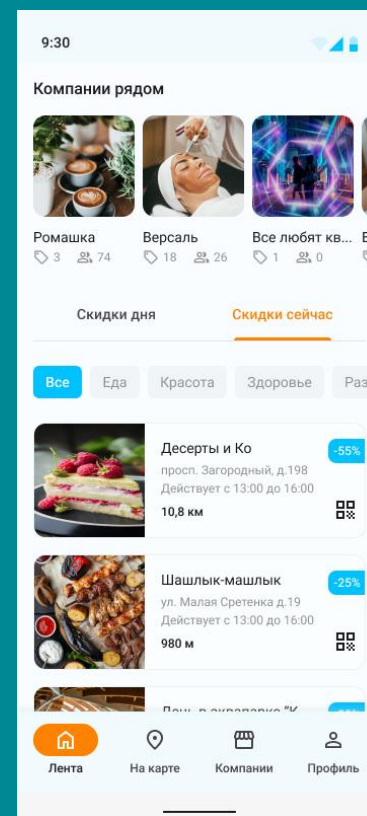 9:30
Компании рядом
Ромашка
Версаль
Все любят кв...
3 74
18 26
1 0
Скидки дня
Скидки сейчас
Все
Еда
Красота
Здоровье
Раз
Десерты и Ко
-55%
просп. Загородный, д.198
Действует с 13:00 до 16:00
10,8 км
Шашлык-машлык
-25%
ул. Малая Сретенка д.19
Действует с 13:00 до 16:00
980 м
Лента
На карте
Компании
Профиль